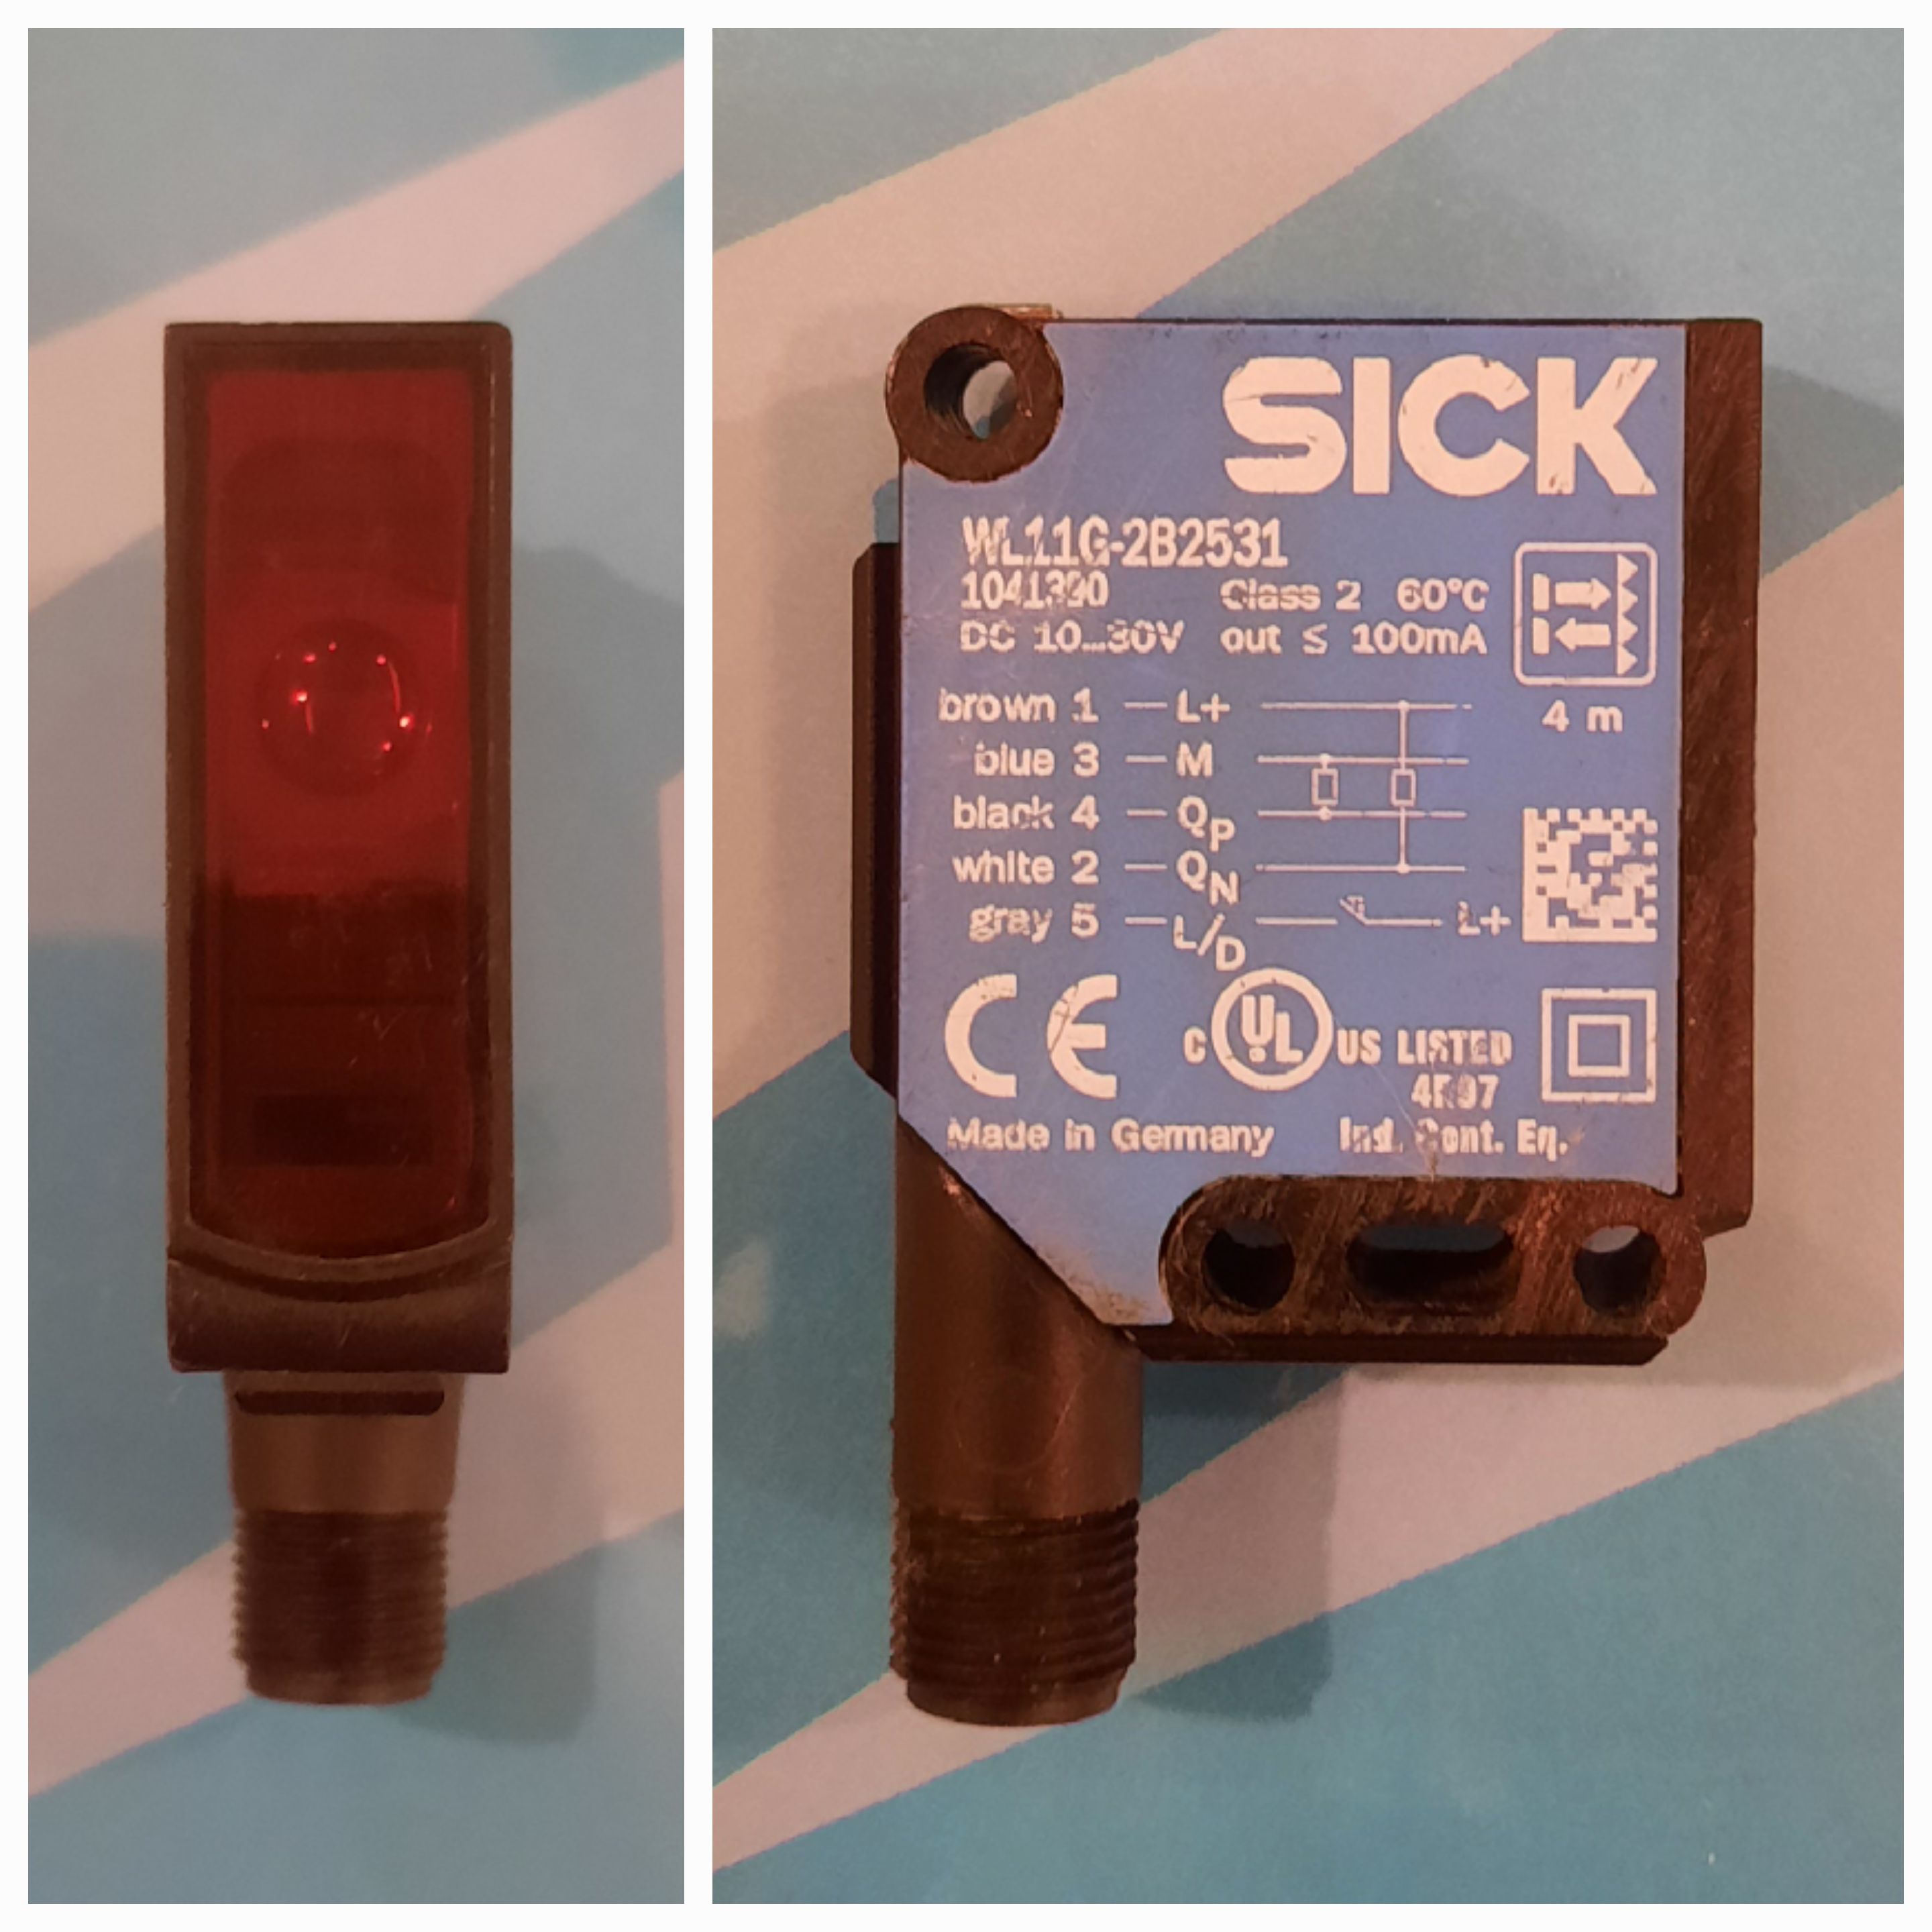 SICK
WL11G-2B2531
1041390 Class 2 60°C
DC 10...30V out ≤ 100mA
4 m
brown 1 — L+
blue 3 — M
black 4 — QP
white 2 — QN
gray 5 — L/D L+
CE C UL US LISTED
4R97
Made in Germany Ind. Cont. Eq.